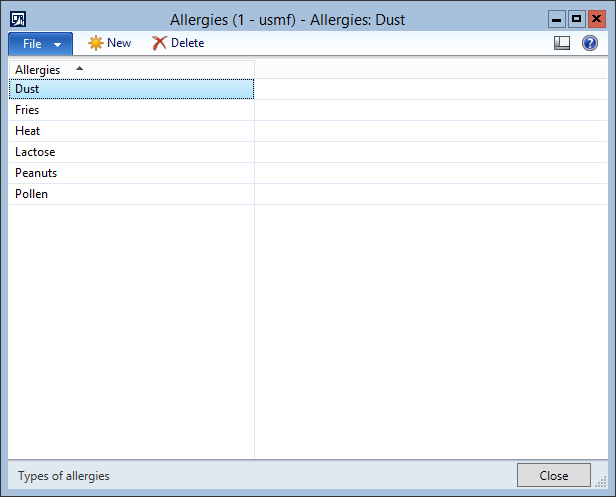 Allergies (1 - usmf) - Allergies: Dust
File New Delete
Allergies
Dust
Fries
Heat
Lactose
Peanuts
Pollen
Types of allergies Close